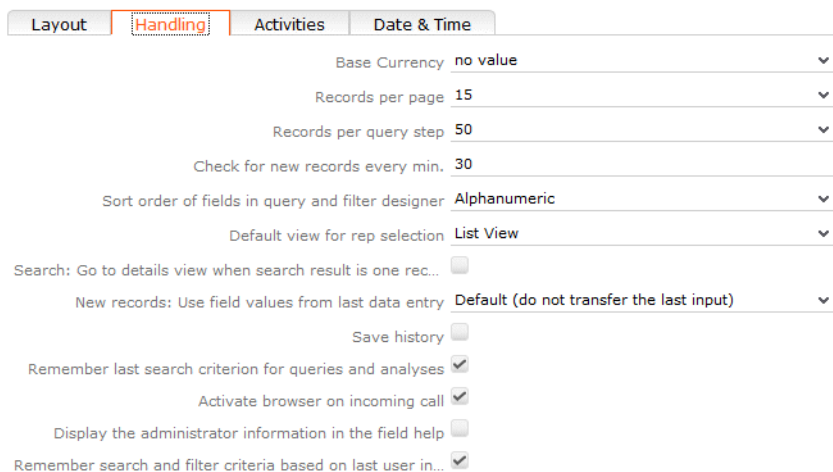 Layout Handling Activities Date & Time
Base Currency no value
Records per page 15
Records per query step 50
Check for new records every min. 30
Sort order of fields in query and filter designer Alphanumeric
Default view for rep selection List View
Search: Go to details view when search result is one rec...
New records: Use field values from last data entry Default (do not transfer the last input)
Save history
Remember last search criterion for queries and analyses
Activate browser on incoming call
Display the administrator information in the field help
Remember search and filter criteria based on last user in...